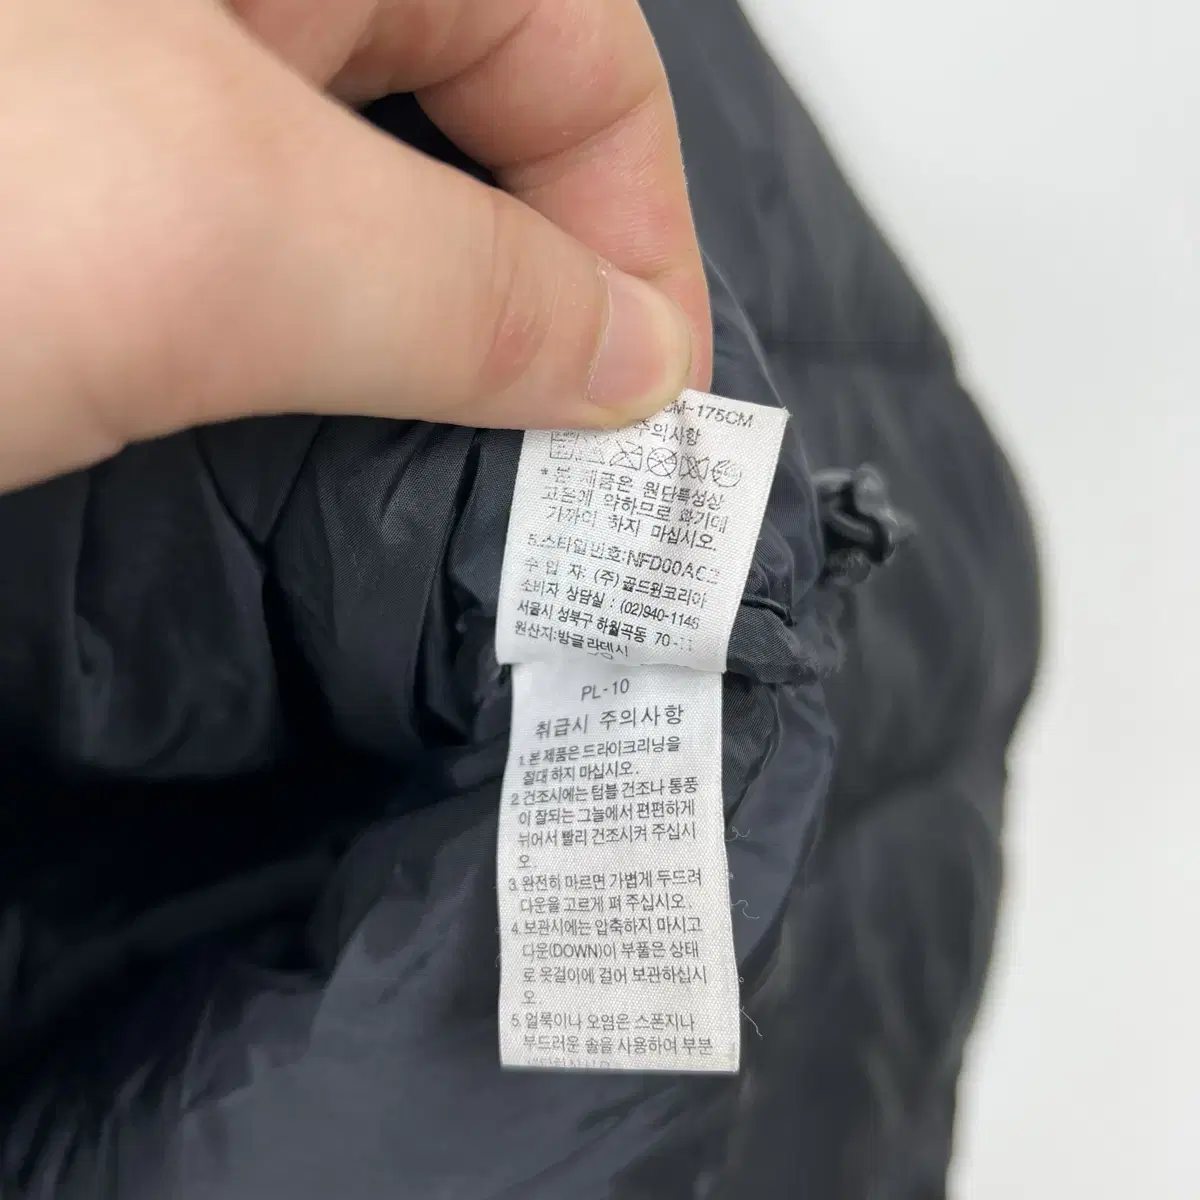 CM-175CM
주의사항
* 본 제품은 원단특성상
고온에 약하므로 과기에
가까이 하지 마십시오.
5.스타일번호:NFD00A
수 입 자: (주)골드윈코리아
소비자 상담실 : (02)940-1146
서울시 성북구 하월곡동 70-
원산지:방글라데시
PL-10
취급시 주의사항
1.본 제품은 드라이크리닝을
절대 하지 마십시오.
2.건조시에는 텀블 건조나 통풍
이 잘되는 그늘에서 편편하게
뉘어서 빨리 건조시켜 주십시
오.
3.완전히 마르면 가볍게 두드려
다운을 고르게 펴 주십시오.
4.보관시에는 압축하지 마시고
다운(DOWN)이 부풀은 상태
로 옷걸이에 걸어 보관하십시
오.
5.얼룩이나 오염은 스폰지나
부드러운 솔을 사용하여 부분